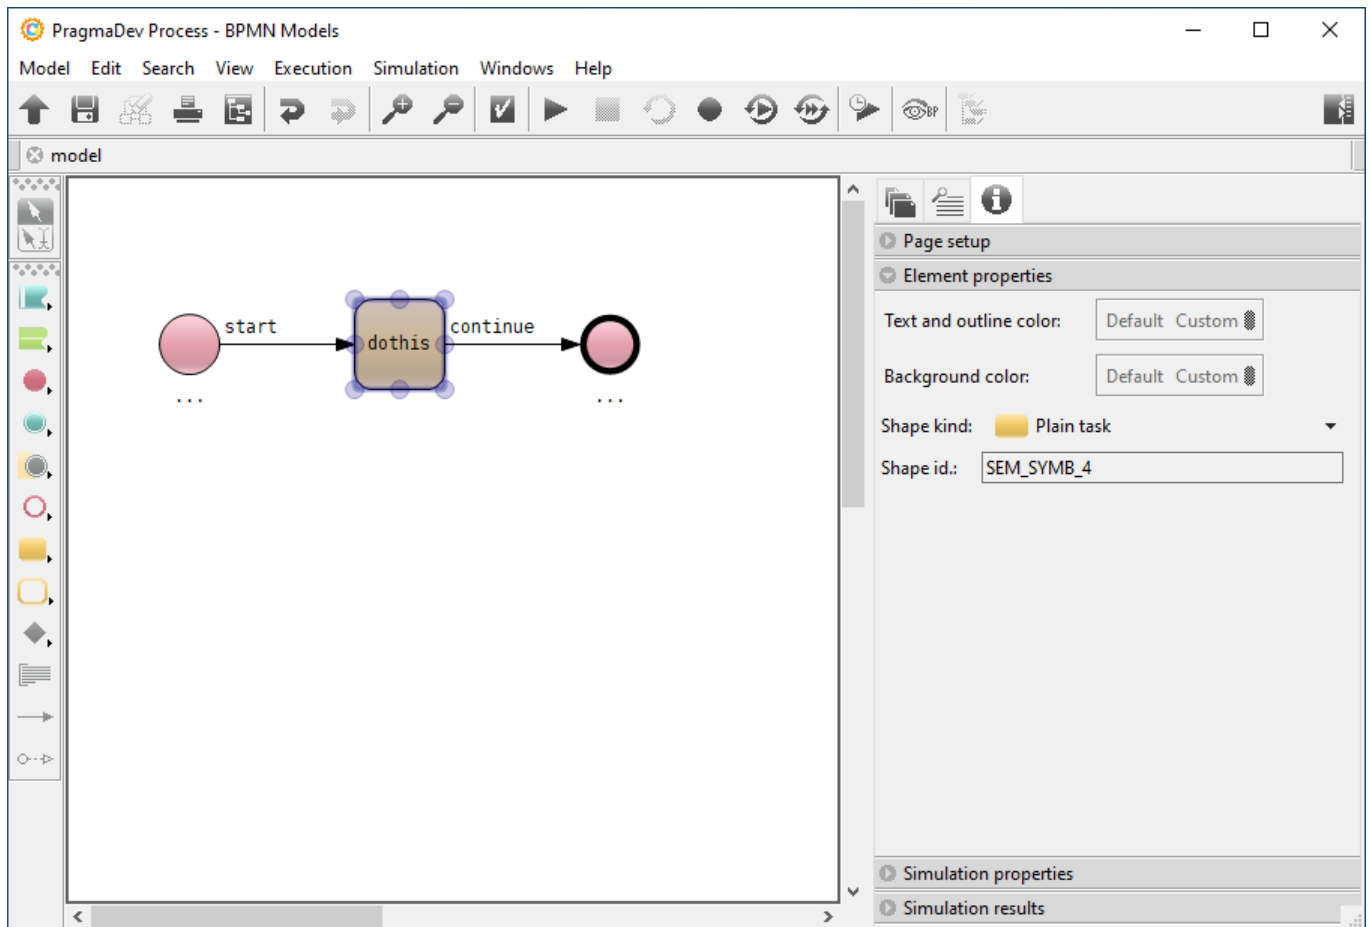 PragmaDev Process - BPMN Models
Model Edit Search View Execution Simulation Windows Help
BP
model
Page setup
Element properties
Text and outline color: Default Custom
Background color: Default Custom
Shape kind: Plain task
Shape id.: SEM_SYMB_4
start
dothis
continue
...
...
Simulation properties
Simulation results